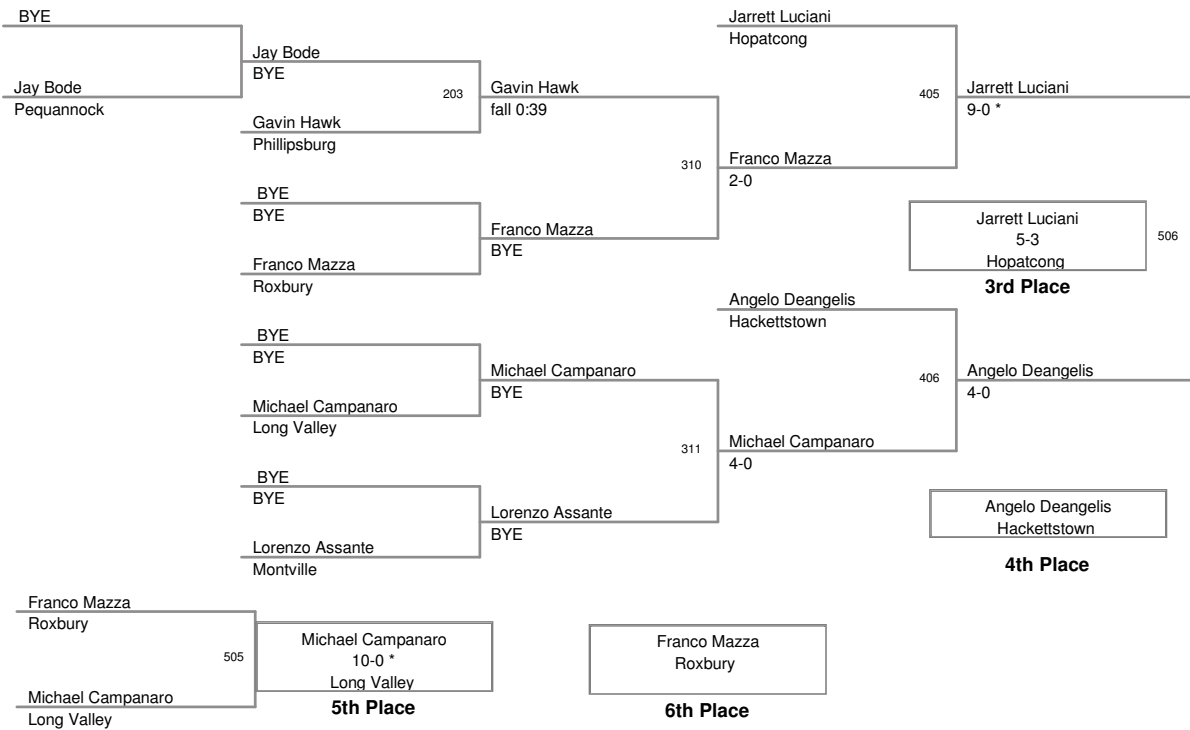 BYE
Jay Bode
Pequannock
Jay Bode
BYE
203
Gavin Hawk
Phillipsburg
Gavin Hawk
fall 0:39
BYE
BYE
Franco Mazza
Roxbury
Franco Mazza
BYE
310
Franco Mazza
2-0
Jarrett Luciani
Hopatcong
405
Jarrett Luciani
9-0 *
Jarrett Luciani
5-3
Hopatcong
506
3rd Place
BYE
BYE
Michael Campanaro
Long Valley
Michael Campanaro
BYE
BYE
BYE
Lorenzo Assante
Montville
Lorenzo Assante
BYE
311
Michael Campanaro
4-0
Angelo Deangelis
Hackettstown
406
Angelo Deangelis
4-0
Angelo Deangelis
Hackettstown
4th Place
Franco Mazza
Roxbury
505
Michael Campanaro
Long Valley
Michael Campanaro
10-0 *
Long Valley
5th Place
Franco Mazza
Roxbury
6th Place